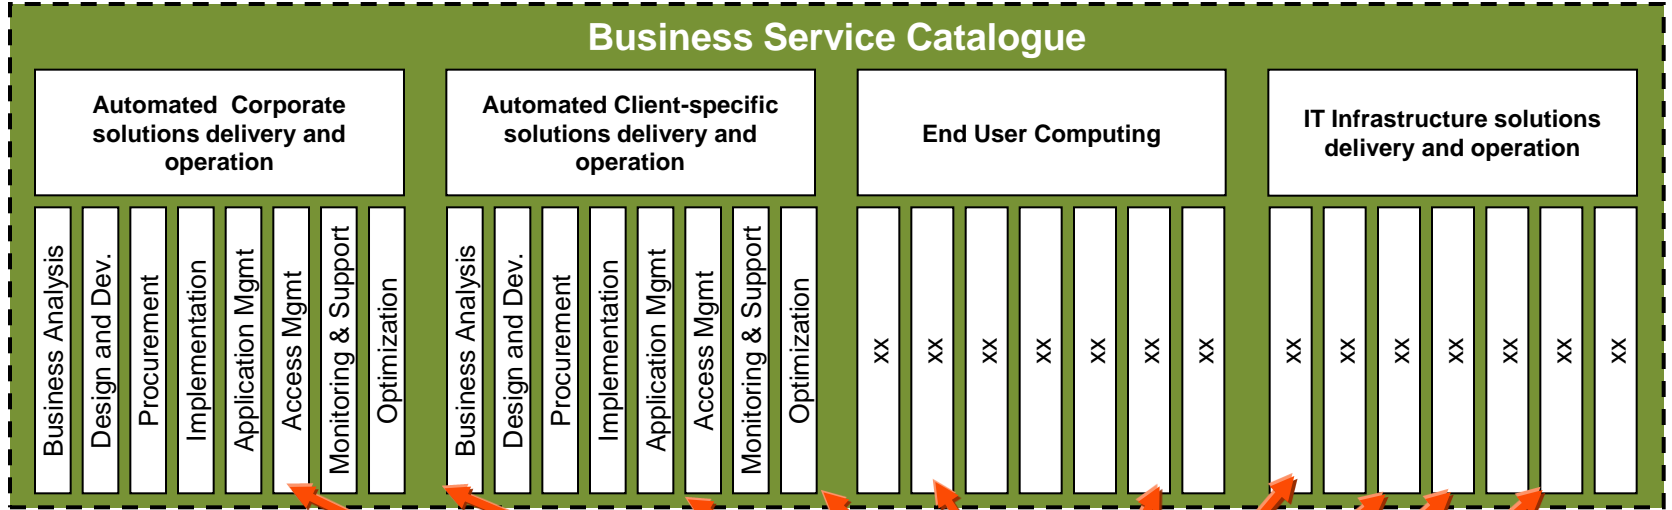 Business Service Catalogue
Automated Corporate
solutions delivery and
operation
Automated Client-specific
solutions delivery and
operation
End User Computing
IT Infrastructure solutions
delivery and operation
Business Analysis
Design and Dev.
Procurement
Implementation
Application Mgmt
Access Mgmt
Monitoring & Support
Optimization
Business Analysis
Design and Dev.
Procurement
Implementation
Application Mgmt
Access Mgmt
Monitoring & Support
Optimization
xx
xx
xx
xx
xx
xx
xx
xx
xx
xx
xx
xx
xx
xx